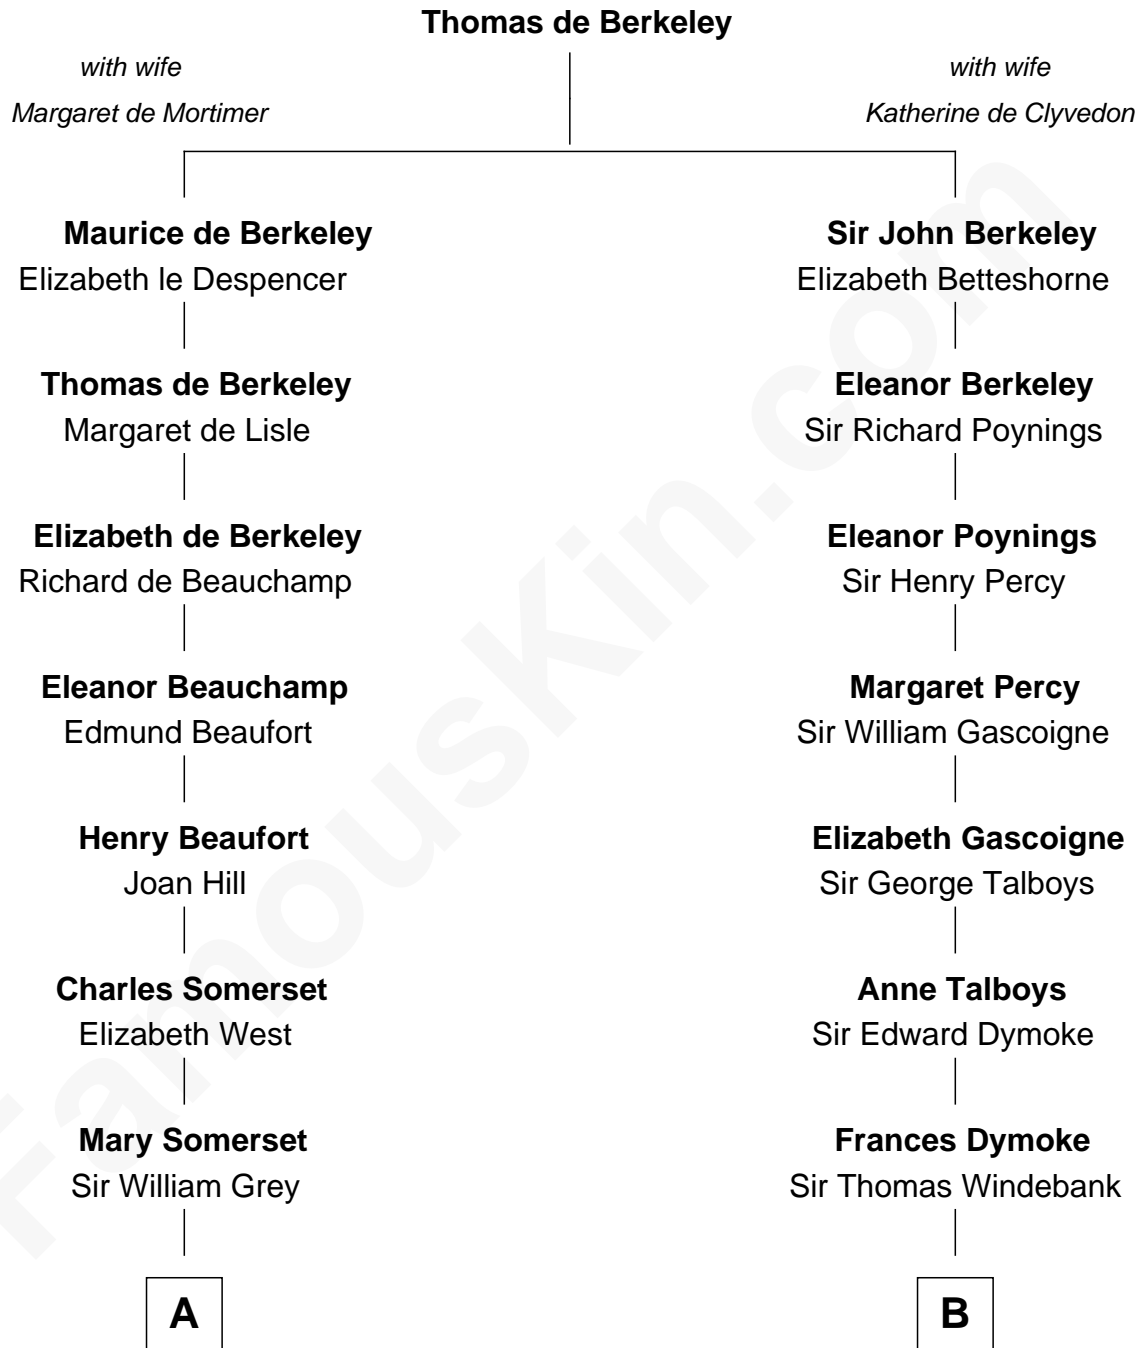 Thomas de Berkeley
with wife
Margaret de Mortimer
with wife
Katherine de Clyvedon
Maurice de Berkeley
Elizabeth le Despencer
Thomas de Berkeley
Margaret de Lisle
Elizabeth de Berkeley
Richard de Beauchamp
Eleanor Beauchamp
Edmund Beaufort
Henry Beaufort
Joan Hill
Charles Somerset
Elizabeth West
Mary Somerset
Sir William Grey
A
Sir John Berkeley
Elizabeth Betteshorne
Eleanor Berkeley
Sir Richard Poynings
Eleanor Poynings
Sir Henry Percy
Margaret Percy
Sir William Gascoigne
Elizabeth Gascoigne
Sir George Talboys
Anne Talboys
Sir Edward Dymoke
Frances Dymoke
Sir Thomas Windebank
B
FamousKin.com